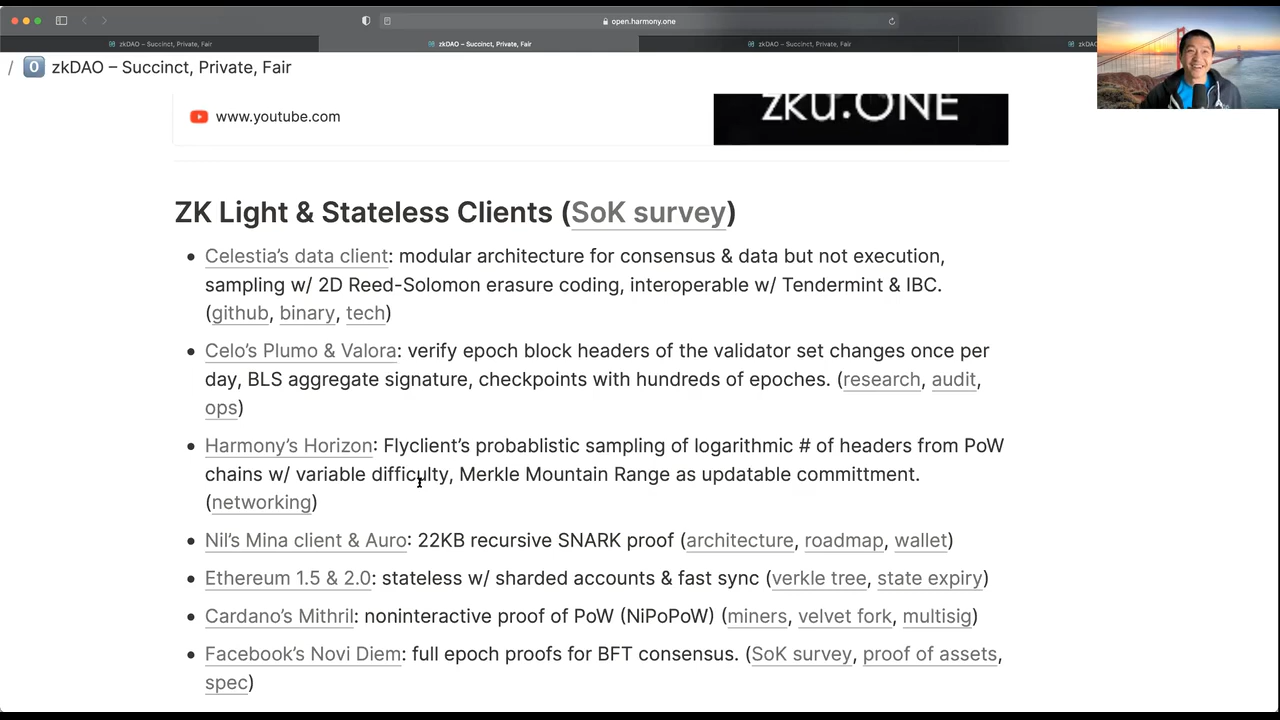 open.harmony.one
zkDAO – Succinct, Private, Fair
zkDAO – Succinct, Private, Fair
zkDAO – Succinct, Private, Fair
zkDAO
/ 0 zkDAO – Succinct, Private, Fair
www.youtube.com
zku.ONE
ZK Light & Stateless Clients (SoK survey)
• Celestia's data client: modular architecture for consensus & data but not execution,
sampling w/ 2D Reed-Solomon erasure coding, interoperable w/ Tendermint & IBC.
(github, binary, tech)
• Celo's Plumo & Valora: verify epoch block headers of the validator set changes once per
day, BLS aggregate signature, checkpoints with hundreds of epoches. (research, audit,
ops)
• Harmony's Horizon: Flyclient's probablistic sampling of logarithmic # of headers from PoW
chains w/ variable difficulty, Merkle Mountain Range as updatable committment.
(networking)
• Nil's Mina client & Auro: 22KB recursive SNARK proof (architecture, roadmap, wallet)
• Ethereum 1.5 & 2.0: stateless w/ sharded accounts & fast sync (verkle tree, state expiry)
• Cardano's Mithril: noninteractive proof of PoW (NiPoPoW) (miners, velvet fork, multisig)
• Facebook's Novi Diem: full epoch proofs for BFT consensus. (SoK survey, proof of assets,
spec)